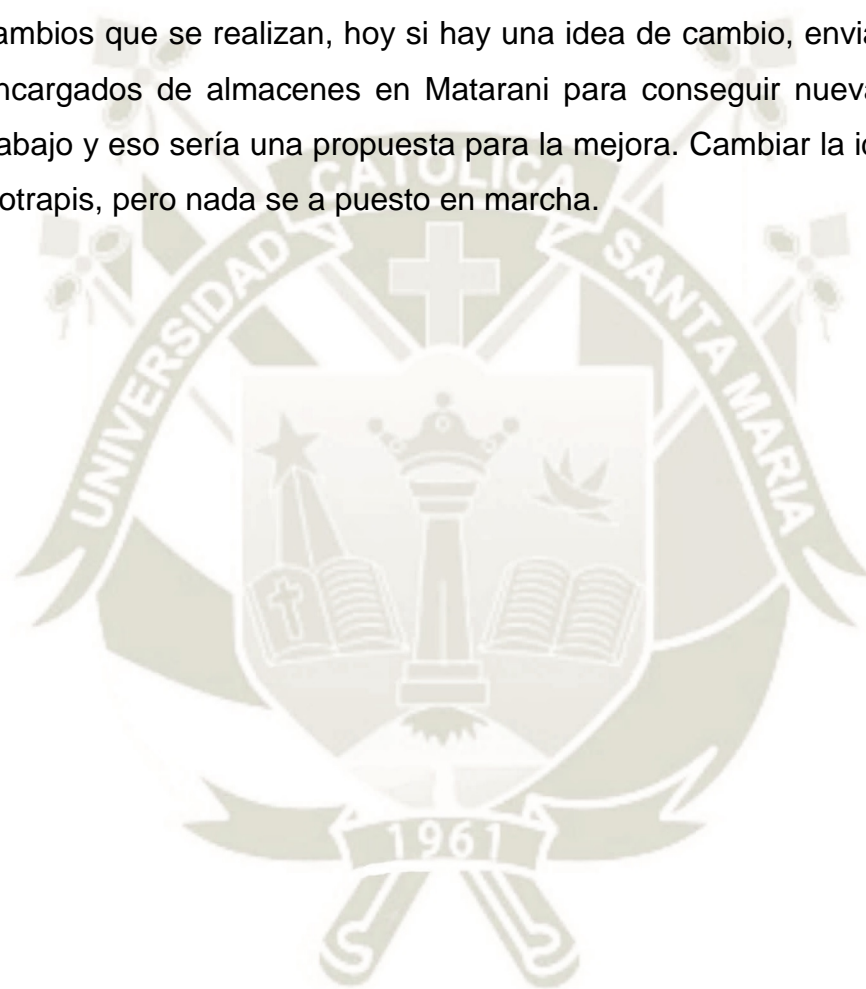 ambios que se realizan, hoy si hay una idea de cambio, envia
ncargados de almacenes en Matarani para conseguir nueva
abajo y eso sería una propuesta para la mejora. Cambiar la i
otrapis, pero nada se a puesto en marcha.
UNIVERSIDAD CATOLICA SANTA MARIA
1961